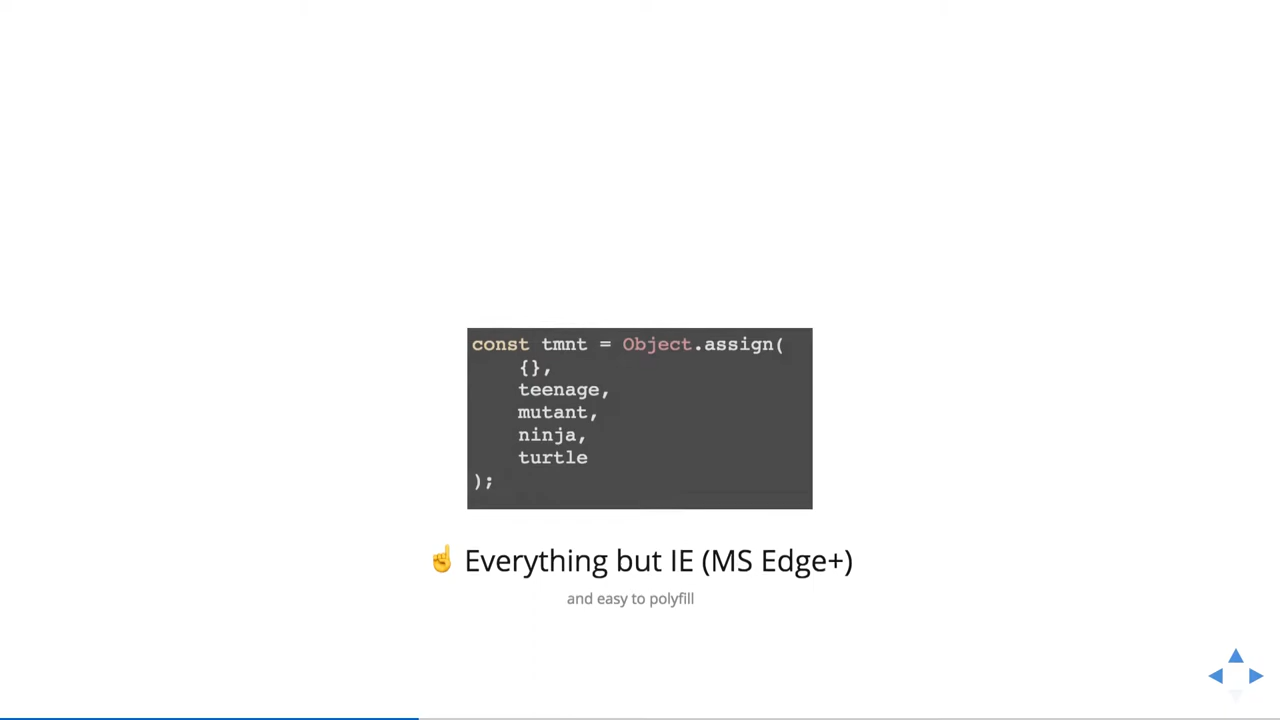 const tmnt = Object.assign(
{},
teenage,
mutant,
ninja,
turtle
);
☝ Everything but IE (MS Edge+)
and easy to polyfill